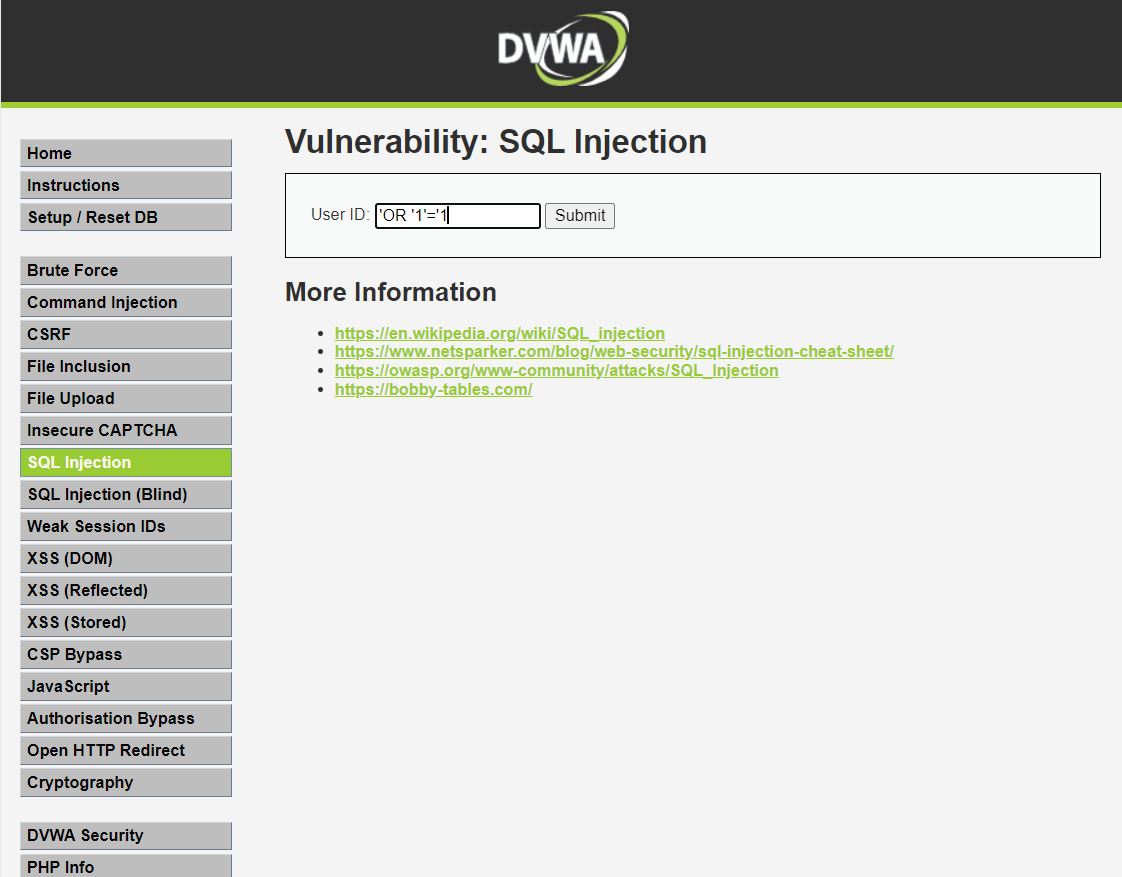 DVWA
Home
Instructions
Setup / Reset DB
Brute Force
Command Injection
CSRF
File Inclusion
File Upload
Insecure CAPTCHA
SQL Injection
SQL Injection (Blind)
Weak Session IDs
XSS (DOM)
XSS (Reflected)
XSS (Stored)
CSP Bypass
JavaScript
Authorisation Bypass
Open HTTP Redirect
Cryptography
DVWA Security
PHP Info
Vulnerability: SQL Injection
User ID: 'OR '1'='1 Submit
More Information
https://en.wikipedia.org/wiki/SQL_injection
https://www.netsparker.com/blog/web-security/sql-injection-cheat-sheet/
https://owasp.org/www-community/attacks/SQL_Injection
https://bobby-tables.com/